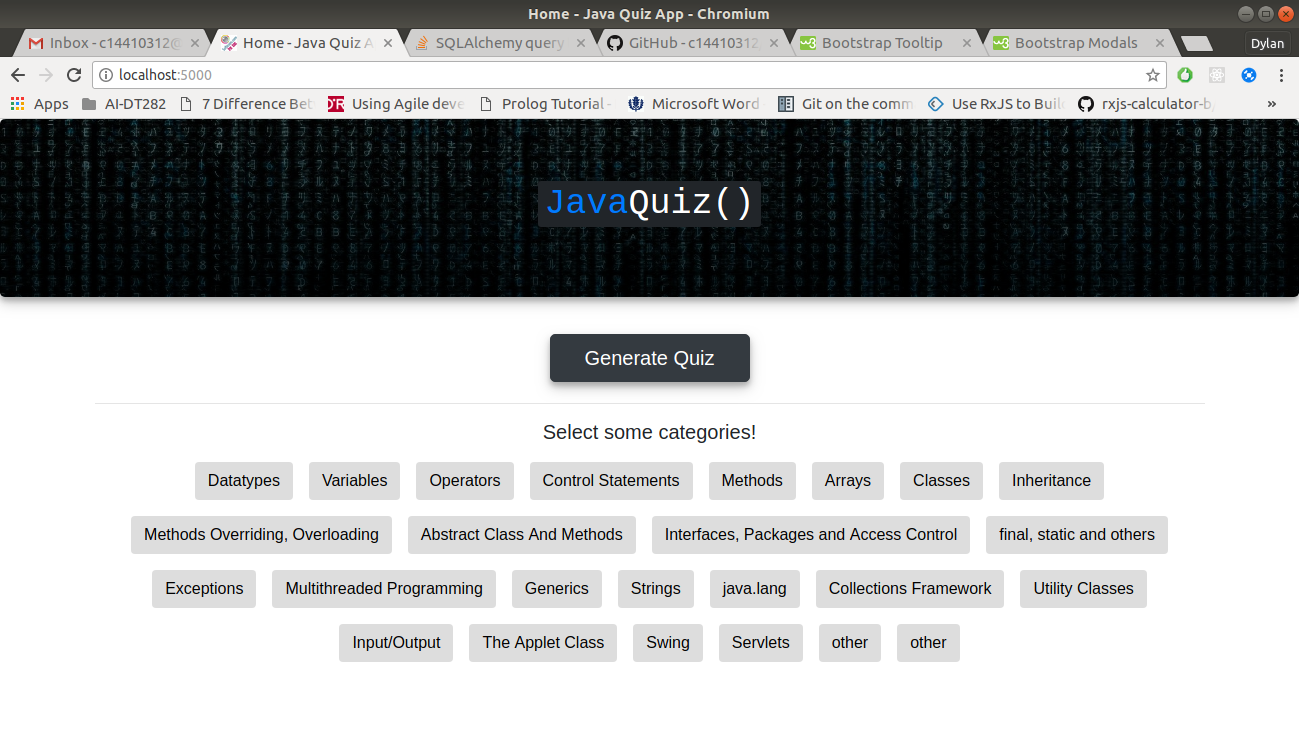 Home - Java Quiz App - Chromium
Inbox - c14410312@ Home - Java Quiz A SQLAlchemy query GitHub - c14410312 Bootstrap Tooltip Bootstrap Modals Dylan
localhost:5000
Apps AI-DT282 7 Difference Bet Using Agile deve Prolog Tutorial - Microsoft Word Git on the comm RxJS to Use RxJS to Buil rxjs-calculator-b »
JavaQuiz()
Generate Quiz
Select some categories!
Datatypes Variables Operators Control Statements Methods Arrays Classes Inheritance
Methods Overriding, Overloading Abstract Class And Methods Interfaces, Packages and Access Control final, static and others
Exceptions Multithreaded Programming Generics Strings java.lang Collections Framework Utility Classes
Input/Output The Applet Class Swing Servlets other other